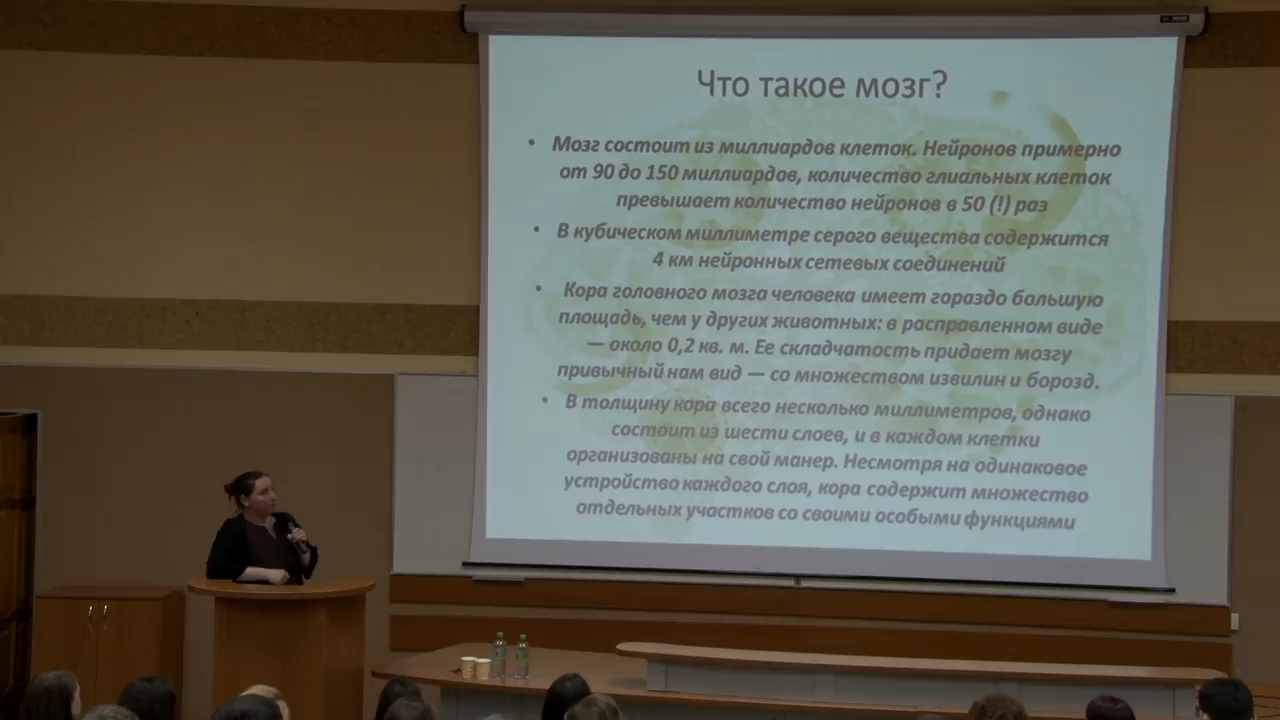 Что такое мозг?
• Мозг состоит из миллиардов клеток. Нейронов примерно
от 90 до 150 миллиардов, количество глиальных клеток
превышает количество нейронов в 50 (!) раз
• В кубическом миллиметре серого вещества содержится
4 км нейронных сетевых соединений
• Кора головного мозга человека имеет гораздо большую
площадь, чем у других животных: в расправленном виде
— около 0,2 кв. м. Ее складчатость придает мозгу
привычный нам вид — со множеством извилин и борозд.
• В толщину кора всего несколько миллиметров, однако
состоит из шести слоев, и в каждом клетки
организованы на свой манер. Несмотря на одинаковое
устройство каждого слоя, кора содержит множество
отдельных участков со своими особыми функциями